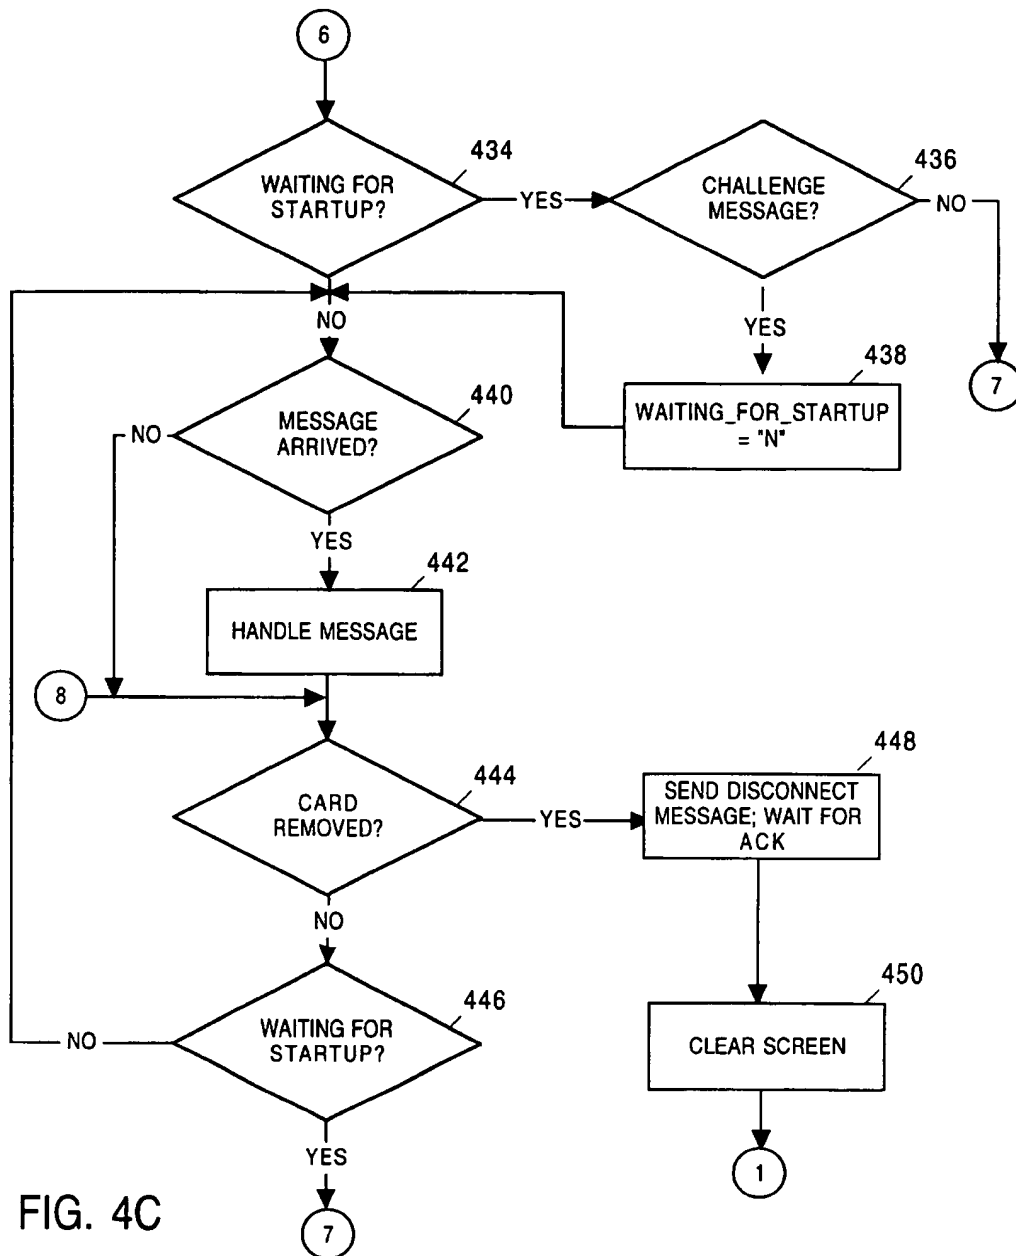 6
434
WAITING FOR
STARTUP?
YES
436
CHALLENGE
MESSAGE?
NO
NO
YES
7
438
WAITING_FOR_STARTUP
= "N"
440
MESSAGE
ARRIVED?
NO
YES
442
HANDLE MESSAGE
8
444
CARD
REMOVED?
YES
448
SEND DISCONNECT
MESSAGE; WAIT FOR
ACK
NO
446
WAITING FOR
STARTUP?
NO
450
CLEAR SCREEN
YES
1
7
FIG. 4C